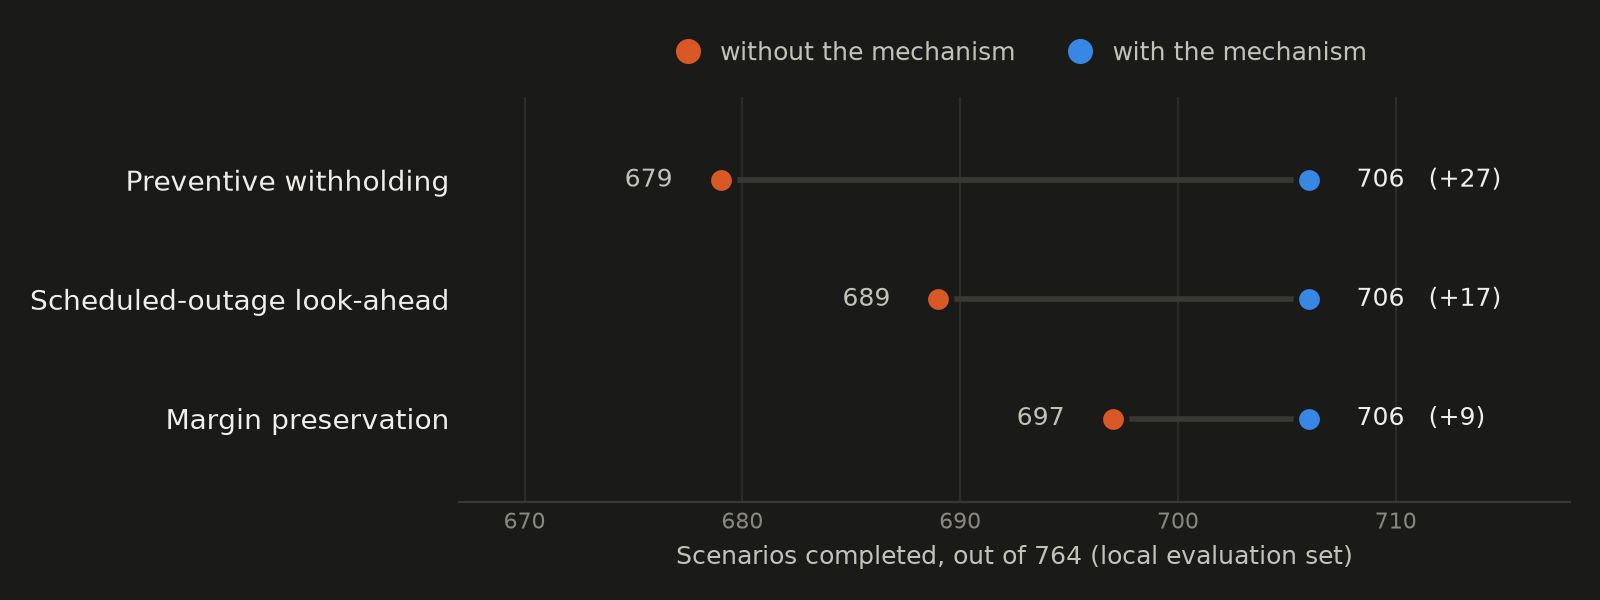 without the mechanism with the mechanism
Preventive withholding 679 706 (+27)
Scheduled-outage look-ahead 689 706 (+17)
Margin preservation 697 706 (+9)
670 680 690 700 710
Scenarios completed, out of 764 (local evaluation set)